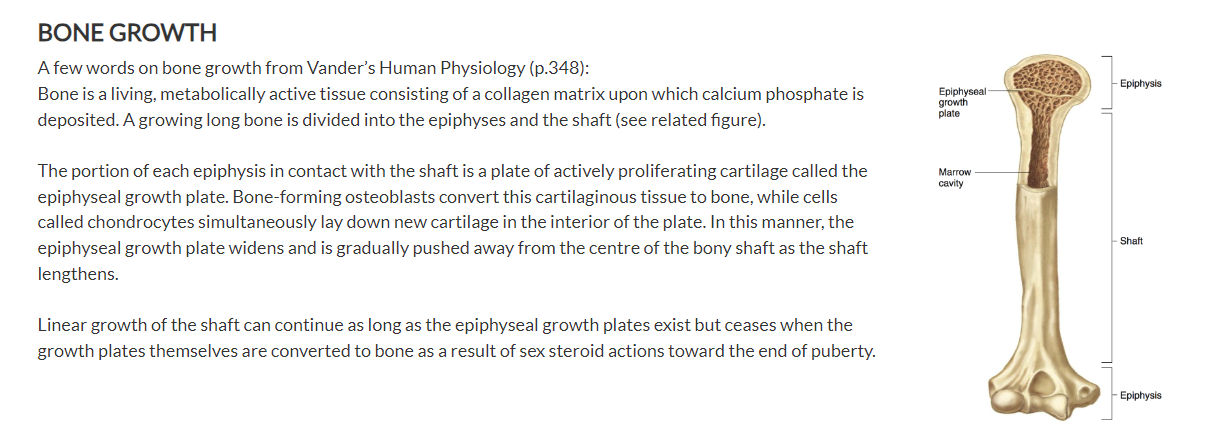 BONE GROWTH
A few words on bone growth from Vander's Human Physiology (p.348):
Bone is a living, metabolically active tissue consisting of a collagen matrix upon which calcium phosphate is
deposited. A growing long bone is divided into the epiphyses and the shaft (see related figure).
The portion of each epiphysis in contact with the shaft is a plate of actively proliferating cartilage called the
epiphyseal growth plate. Bone-forming osteoblasts convert this cartilaginous tissue to bone, while cells
called chondrocytes simultaneously lay down new cartilage in the interior of the plate. In this manner, the
epiphyseal growth plate widens and is gradually pushed away from the centre of the bony shaft as the shaft
lengthens.
Linear growth of the shaft can continue as long as the epiphyseal growth plates exist but ceases when the
growth plates themselves are converted to bone as a result of sex steroid actions toward the end of puberty.
Epiphyseal
growth
plate
Marrow
cavity
Epiphysis
Shaft
Epiphysis